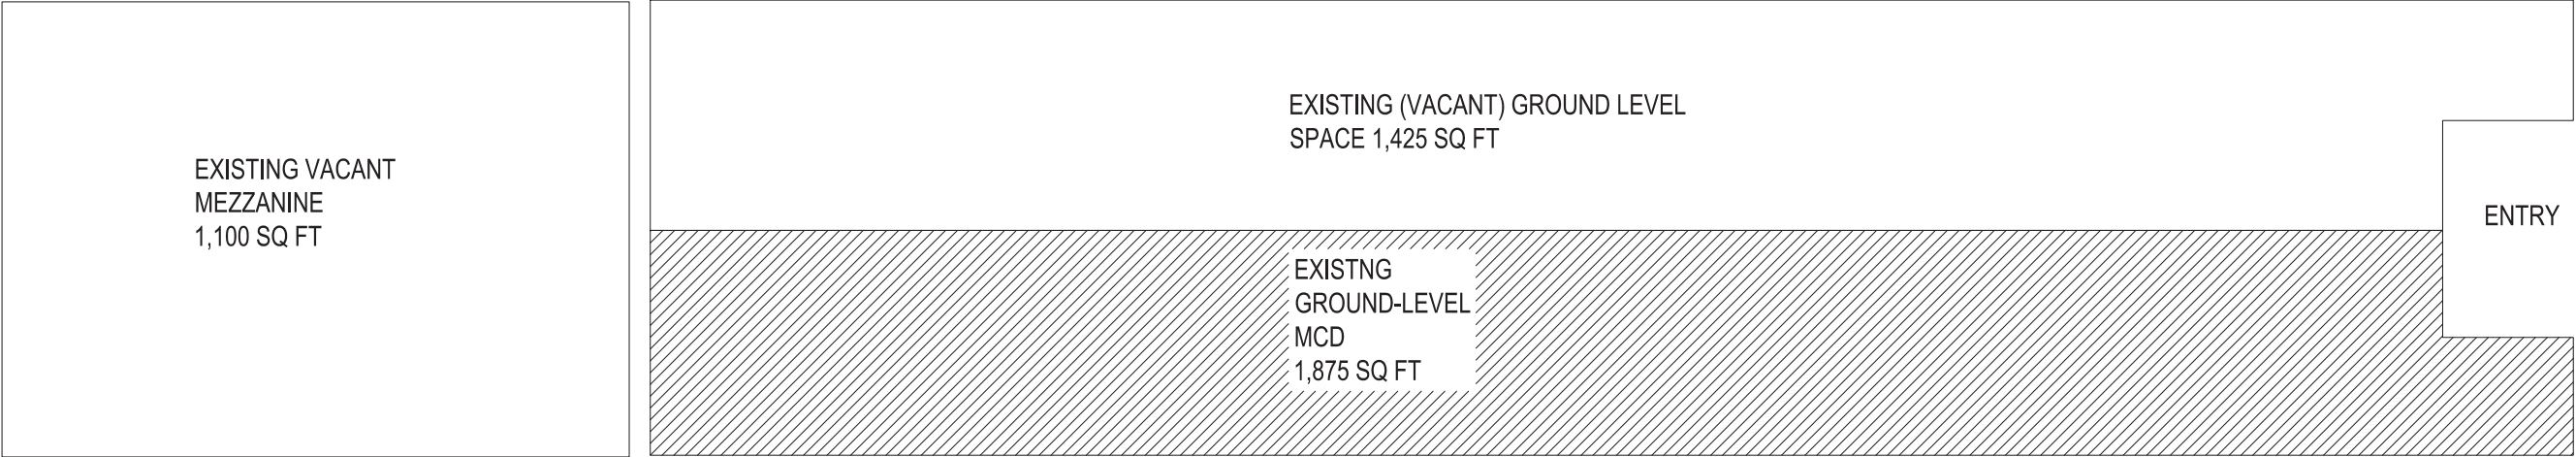 EXISTING VACANT
MEZZANINE
1,100 SQ FT
EXISTING (VACANT) GROUND LEVEL
SPACE 1,425 SQ FT
EXISTNG
GROUND-LEVEL
MCD
1,875 SQ FT
ENTRY